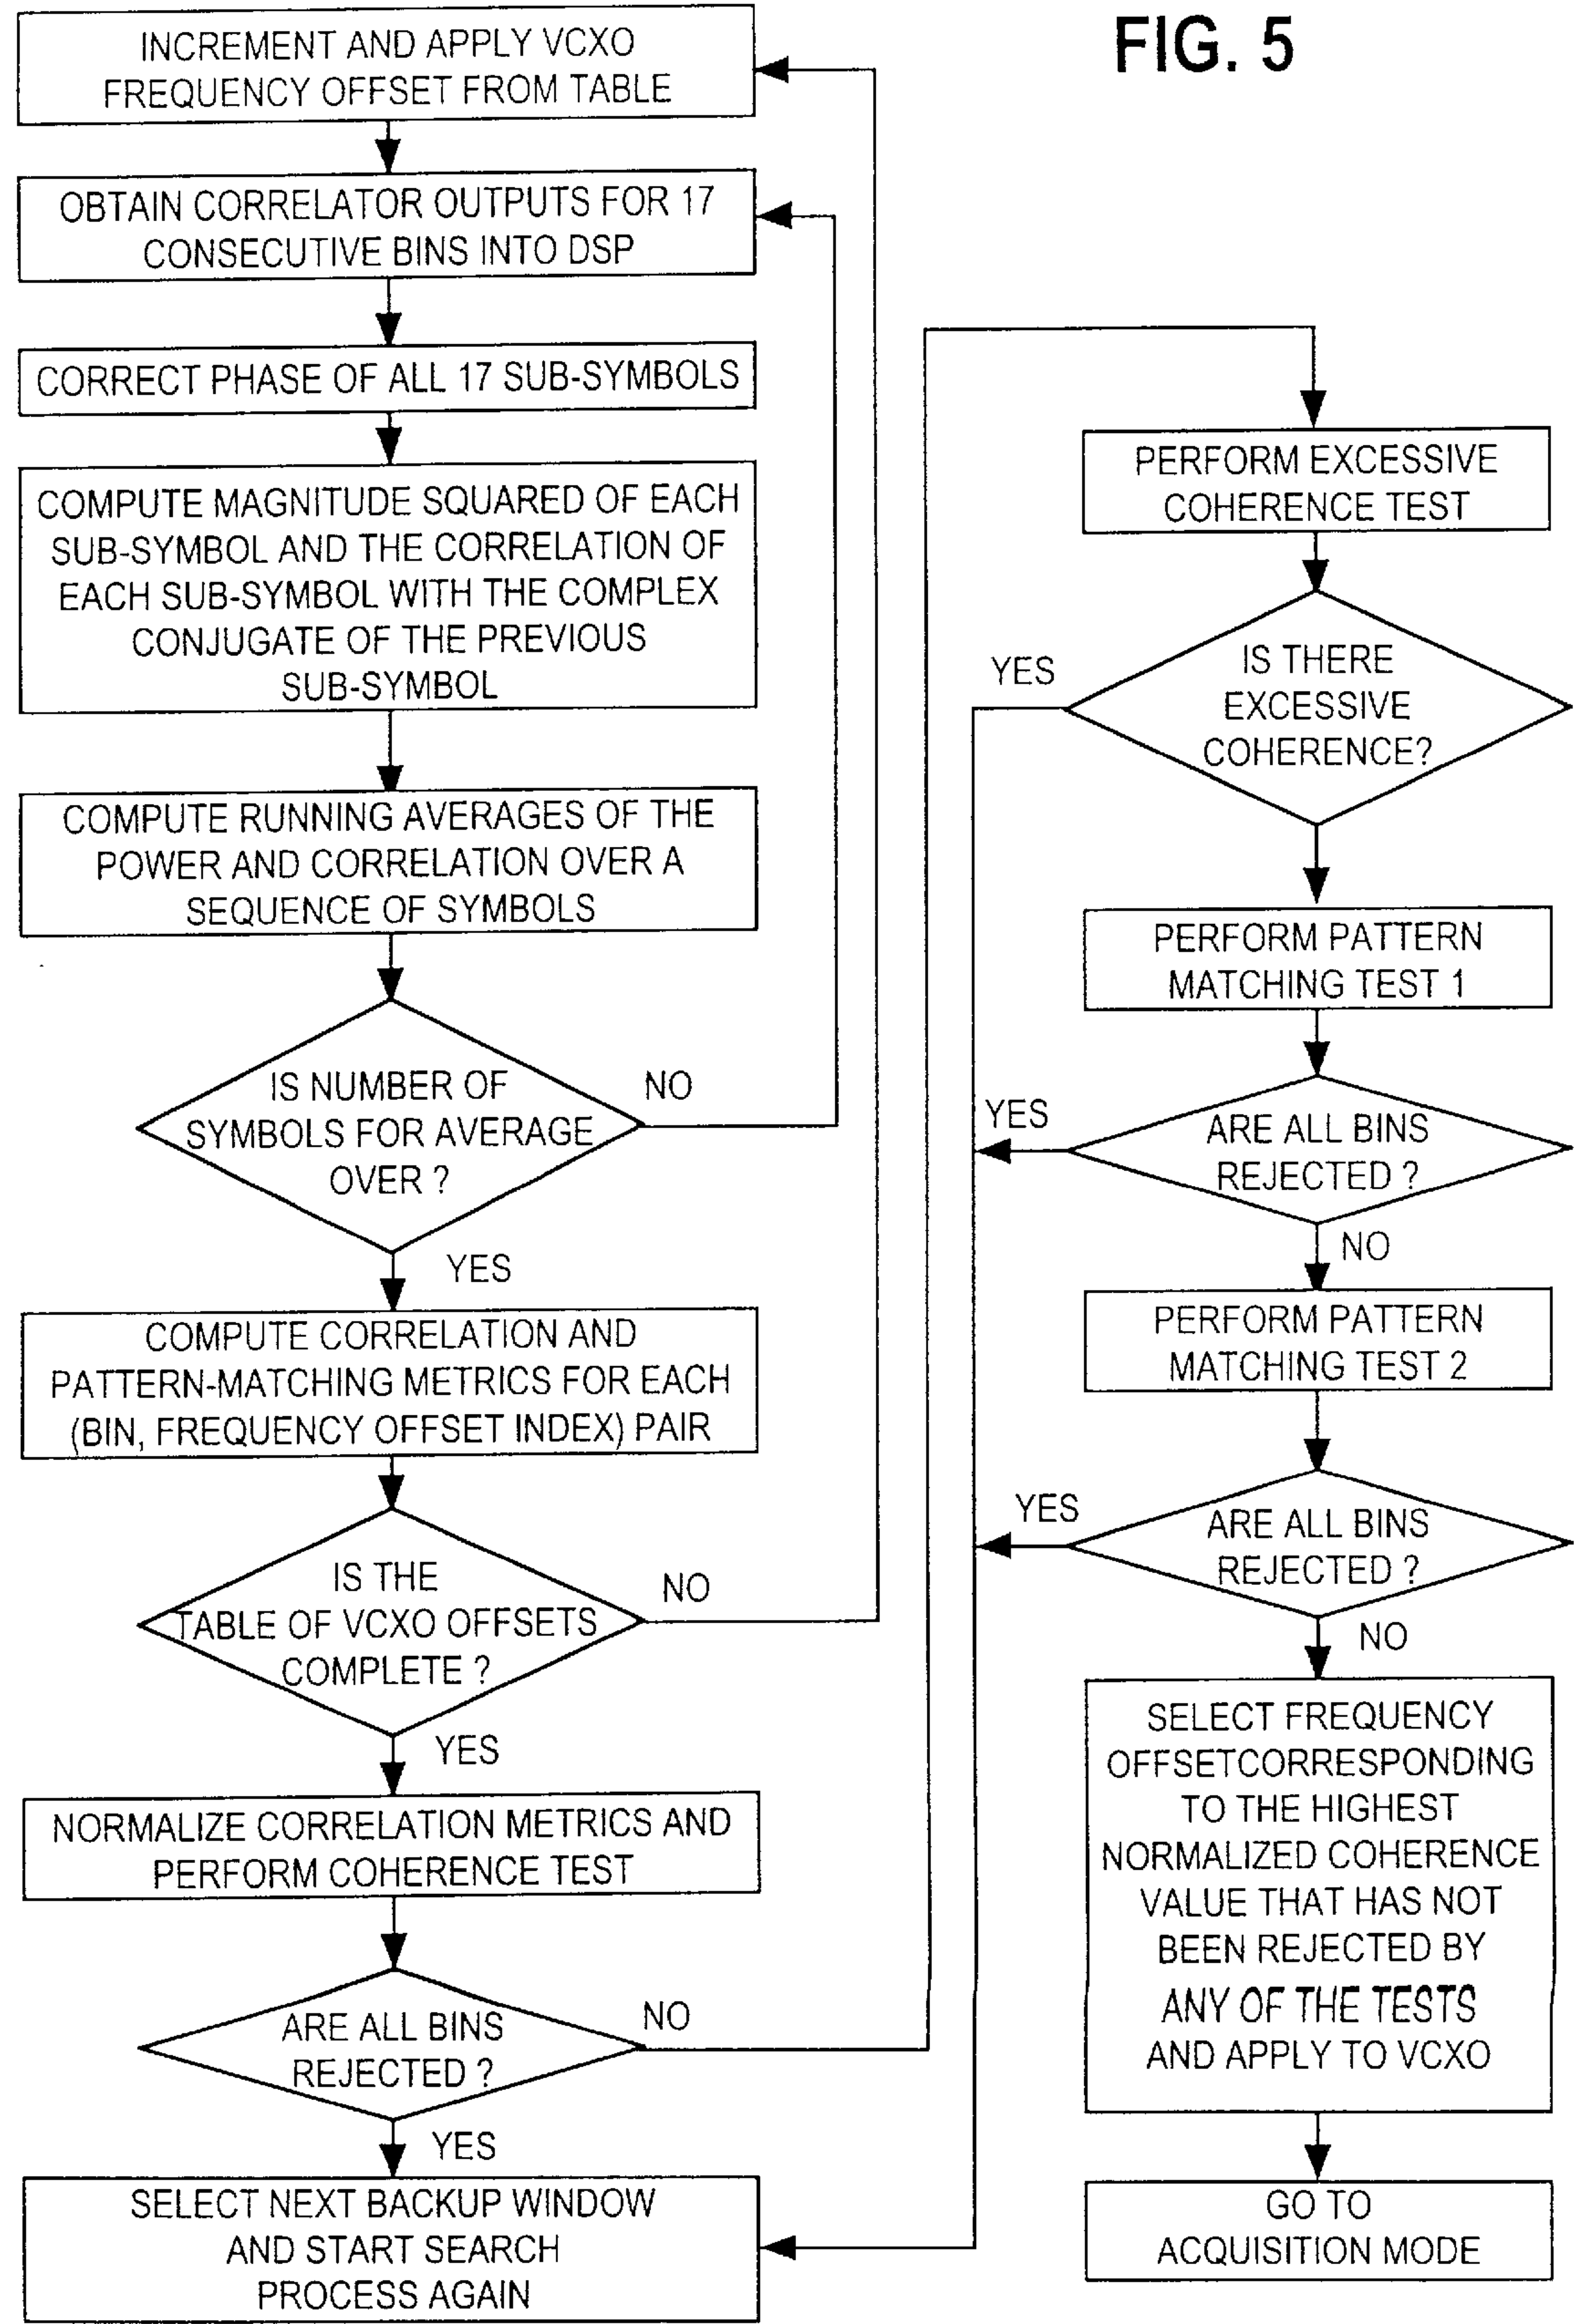 FIG. 5
INCREMENT AND APPLY VCXO
FREQUENCY OFFSET FROM TABLE
OBTAIN CORRELATOR OUTPUTS FOR 17
CONSECUTIVE BINS INTO DSP
CORRECT PHASE OF ALL 17 SUB-SYMBOLS
COMPUTE MAGNITUDE SQUARED OF EACH
SUB-SYMBOL AND THE CORRELATION OF
EACH SUB-SYMBOL WITH THE COMPLEX
CONJUGATE OF THE PREVIOUS
SUB-SYMBOL
COMPUTE RUNNING AVERAGES OF THE
POWER AND CORRELATION OVER A
SEQUENCE OF SYMBOLS
IS NUMBER OF
SYMBOLS FOR AVERAGE
OVER ?
NO
YES
COMPUTE CORRELATION AND
PATTERN-MATCHING METRICS FOR EACH
(BIN, FREQUENCY OFFSET INDEX) PAIR
IS THE
TABLE OF VCXO OFFSETS
COMPLETE ?
NO
YES
NORMALIZE CORRELATION METRICS AND
PERFORM COHERENCE TEST
ARE ALL BINS
REJECTED ?
NO
YES
SELECT NEXT BACKUP WINDOW
AND START SEARCH
PROCESS AGAIN
PERFORM EXCESSIVE
COHERENCE TEST
IS THERE
EXCESSIVE
COHERENCE?
YES
PERFORM PATTERN
MATCHING TEST 1
ARE ALL BINS
REJECTED ?
YES
NO
PERFORM PATTERN
MATCHING TEST 2
ARE ALL BINS
REJECTED ?
YES
NO
SELECT FREQUENCY
OFFSETCORRESPONDING
TO THE HIGHEST
NORMALIZED COHERENCE
VALUE THAT HAS NOT
BEEN REJECTED BY
ANY OF THE TESTS
AND APPLY TO VCXO
GO TO
ACQUISITION MODE